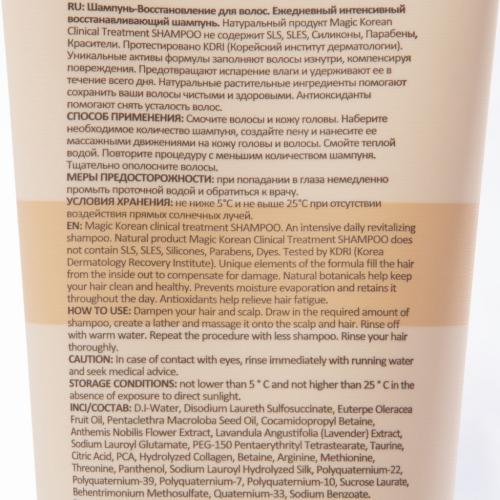 RU: Шампунь-Восстановление для волос. Ежедневный интенсивный
восстанавливающий шампунь. Натуральный продукт Magic Korean
Clinical Treatment SHAMPOO не содержит SLS, SLES, Силиконы, Парабены,
Красители. Протестировано KDRI (Корейский институт дерматологии).
Уникальные активы формулы заполняют волосы изнутри, компенсируя
повреждения. Предотвращают испарение влаги и удерживают ее в
течение всего дня. Натуральные растительные ингредиенты помогают
сохранить ваши волосы чистыми и здоровыми. Антиоксиданты
помогают снять усталость волос.
СПОСОБ ПРИМЕНЕНИЯ: Смочите волосы и кожу головы. Наберите
необходимое количество шампуня, создайте пену и нанесите ее
массажными движениями на кожу головы и волосы. Смойте теплой
водой. Повторите процедуру с меньшим количеством шампуня.
Тщательно ополосните волосы.
МЕРЫ ПРЕДОСТОРОЖНОСТИ: при попадании в глаза немедленно
промыть проточной водой и обратиться к врачу.
УСЛОВИЯ ХРАНЕНИЯ: не ниже 5°С и не выше 25°С при отсутствии
воздействия прямых солнечных лучей.
EN: Magic Korean clinical treatment SHAMPOO. An intensive daily revitalizing
shampoo. Natural product Magic Korean Clinical Treatment SHAMPOO does
not contain SLS, SLES, Silicones, Parabens, Dyes. Tested by KDRI (Korea
Dermatology Recovery Institute). Unique elements of the formula fill the hair
from the inside out to compensate for damage. Natural botanicals help keep
your hair clean and healthy. Prevents moisture evaporation and retains it
throughout the day. Antioxidants help relieve hair fatigue.
HOW TO USE: Dampen your hair and scalp. Draw in the required amount of
shampoo, create a lather and massage it onto the scalp and hair. Rinse off
with warm water. Repeat the procedure with less shampoo. Rinse your hair
thoroughly.
CAUTION: In case of contact with eyes, rinse immediately with running water
and seek medical advice.
STORAGE CONDITIONS: not lower than 5 ° C and not higher than 25 ° C in the
absence of exposure to direct sunlight.
INCI/СОСТАВ: D.I-Water, Disodium Laureth Sulfosuccinate, Euterpe Oleracea
Fruit Oil, Pentaclethra Macroloba Seed Oil, Cocamidopropyl Betaine,
Anthemis Nobilis Flower Extract, Lavandula Angustifolia (Lavender) Extract,
Sodium Lauroyl Glutamate, PEG-150 Pentaerythrityl Tetrastearate, Taurine,
Citric Acid, PCA, Hydrolyzed Collagen, Betaine, Arginine, Methionine,
Threonine, Panthenol, Sodium Lauroyl Hydrolyzed Silk, Polyquaternium-22,
Polyquaternium-39, Polyquaternium-7, Polyquaternium-10, Sucrose Laurate,
Behentrimonium Methosulfate, Quaternium-33, Sodium Benzoate.